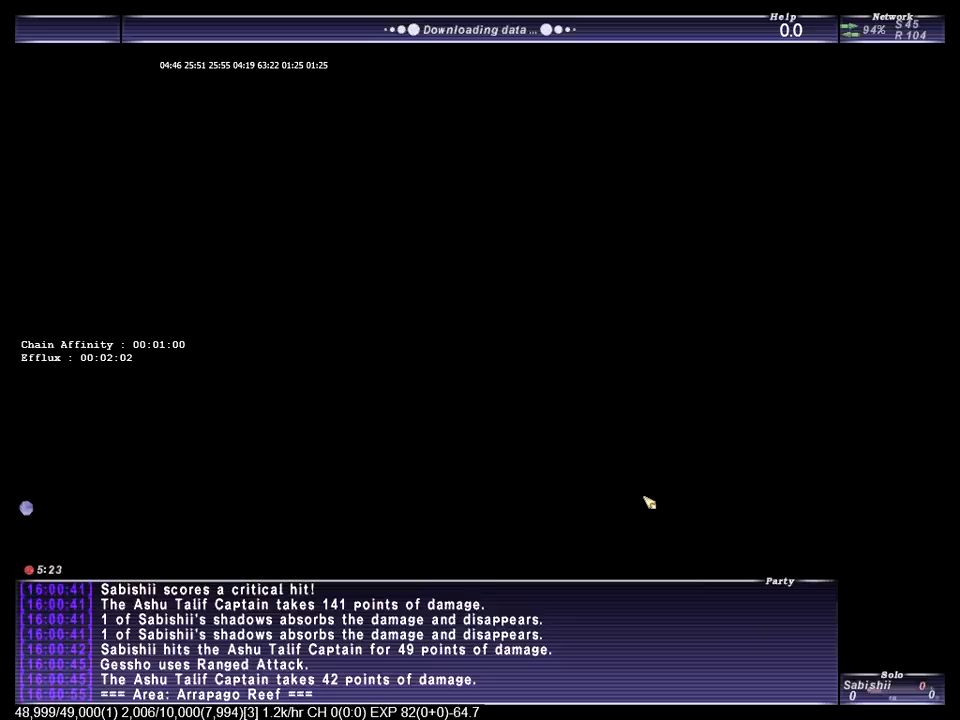 Downloading data ...
Help
0.0
Network
94%
S 45
R 104
04:46 25:51 25:55 04:19 63:22 01:25 01:25
Chain Affinity : 00:01:00
Efflux : 00:02:02
5:23
Party
[16:00:41] Sabishii scores a critical hit!
[16:00:41] The Ashu Talif Captain takes 141 points of damage.
[16:00:41] 1 of Sabishii's shadows absorbs the damage and disappears.
[16:00:41] 1 of Sabishii's shadows absorbs the damage and disappears.
[16:00:42] Sabishii hits the Ashu Talif Captain for 49 points of damage.
[16:00:45] Gessho uses Ranged Attack.
[16:00:45] The Ashu Talif Captain takes 42 points of damage.
[16:00:55] === Area: Arrapago Reef ===
Solo
Sabishii 0
0 0
48,999/49,000(1) 2,006/10,000(7,994)[3] 1.2k/hr CH 0(0:0) EXP 82(0+0)-64.7